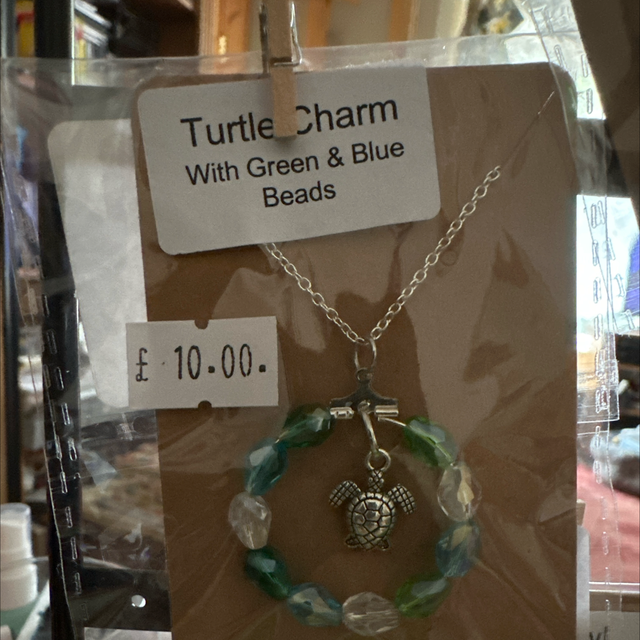 Turtle Charm
With Green & Blue
Beads
£ 10.00.